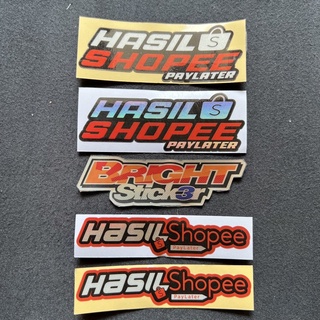 HASIL S
SHOPEE
PAYLATER
HASIL S
SHOPEE
PAYLATER
BRIGHT
Stick3r
HASIL Shopee
PayLater
HASIL Shopee
PayLater